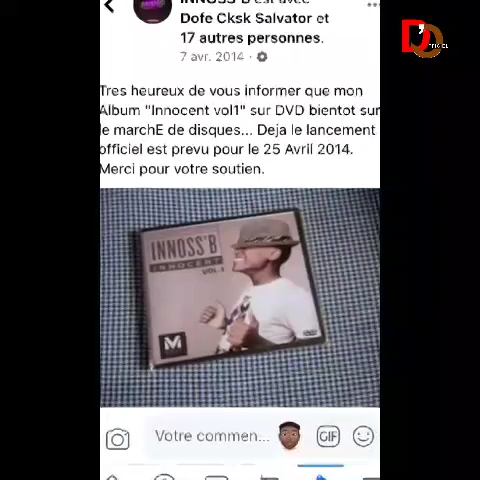 INNOSS'B est avec
Dofe Cksk Salvator et
17 autres personnes.
7 avr. 2014 ·
Tres heureux de vous informer que mon
Album "Innocent vol1" sur DVD bientot sur
le marchE de disques... Deja le lancement
officiel est prevu pour le 25 Avril 2014.
Merci pour votre soutien.
INNOSS'B
INNOCENT
VOL.1
M
DVD
Votre commen...
GIF